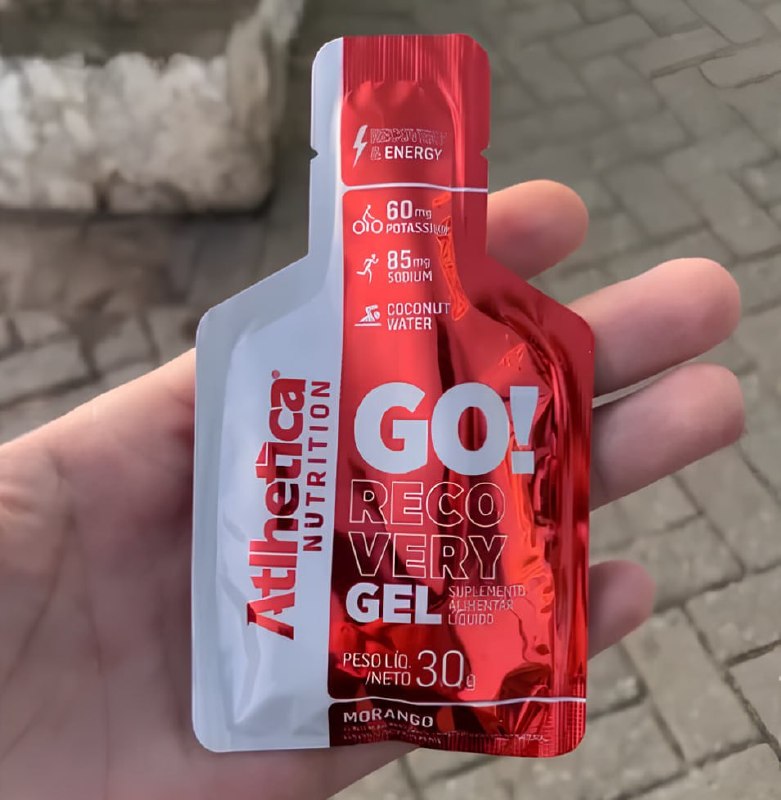 RECOVERY
& ENERGY
60mg
POTASSIUM
85mg
SODIUM
COCONUT
WATER
Atlhetica®
NUTRITION
GO!
RECO
VERY
GEL
SUPLEMENTO
ALIMENTAR
LÍQUIDO
PESO LÍQ.
/NETO 30g
MORANGO